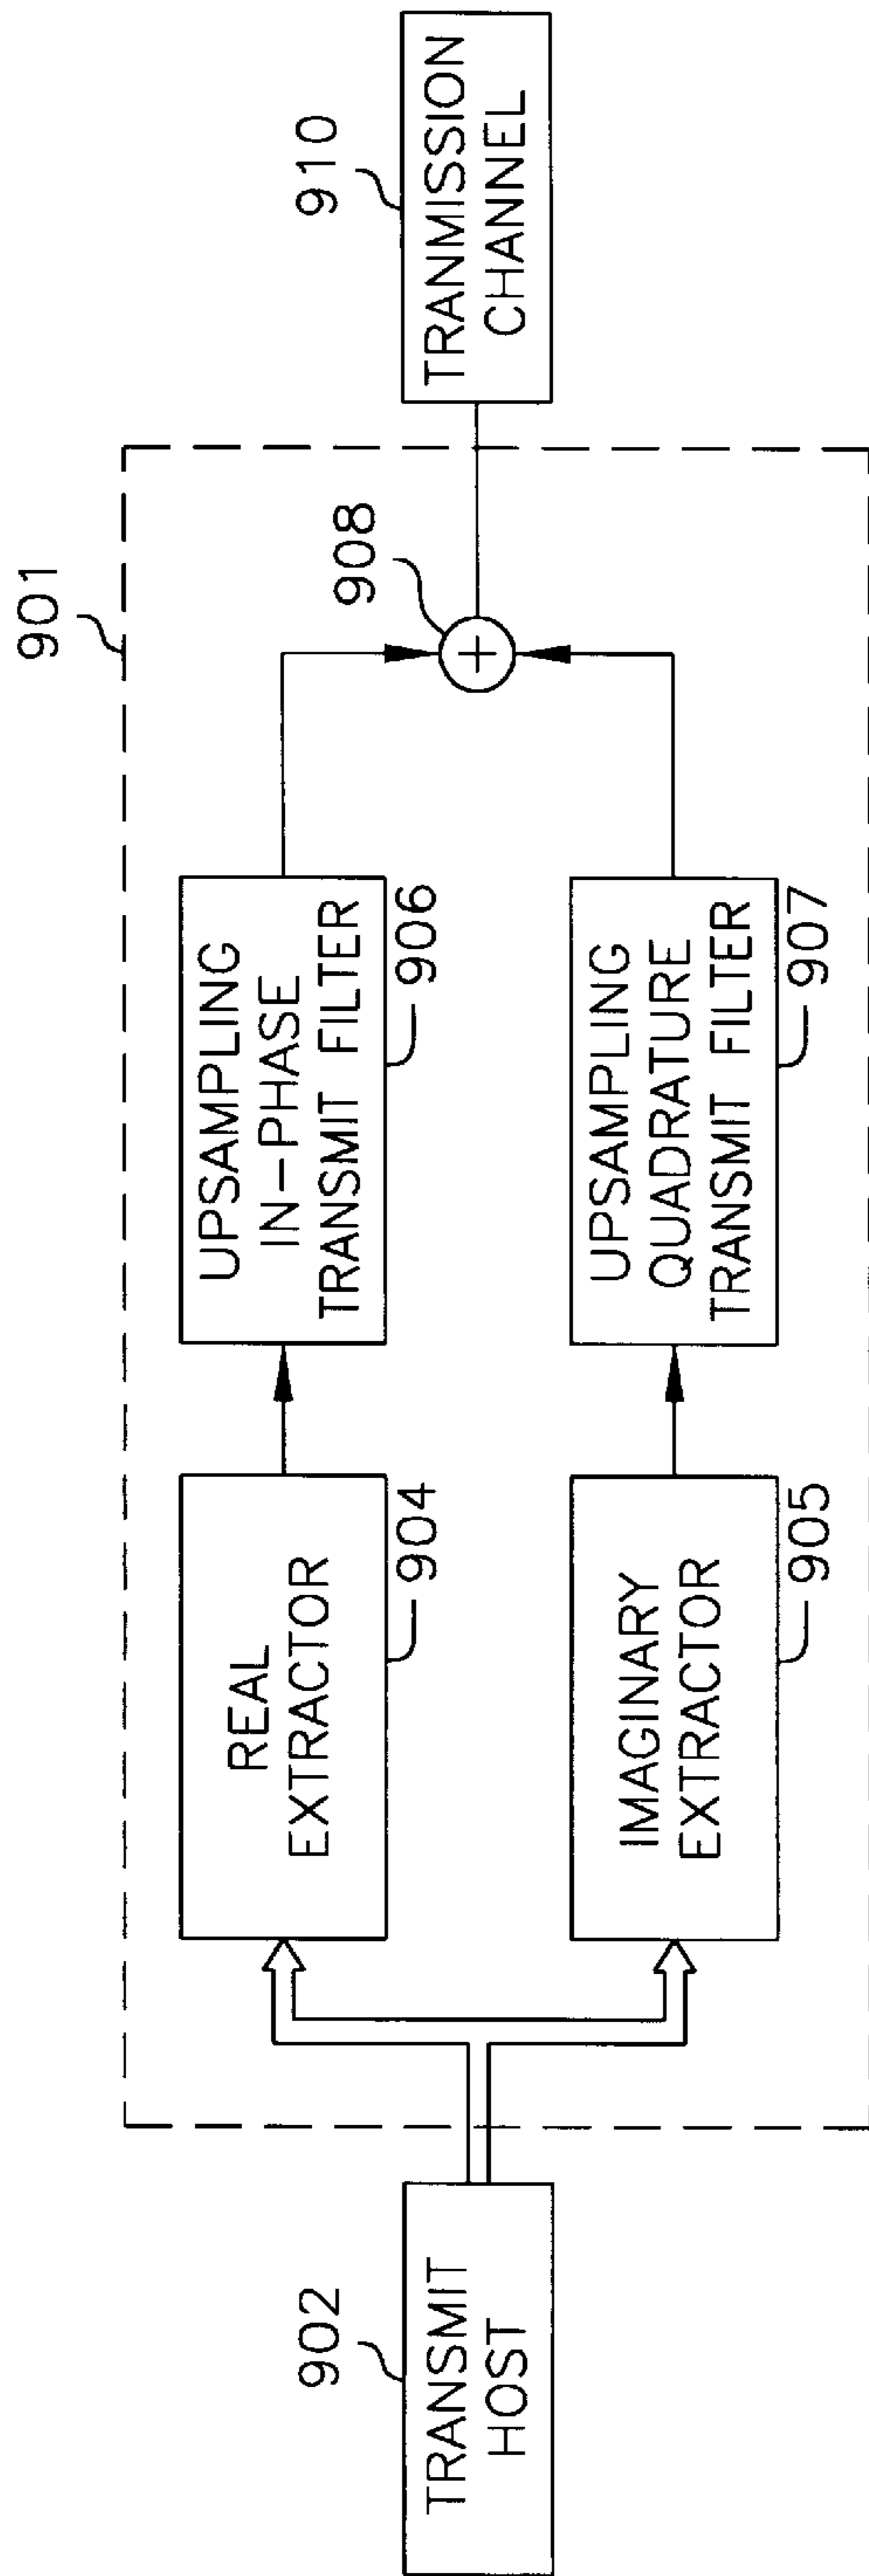 901
902
TRANSMIT
HOST
REAL
EXTRACTOR
904
IMAGINARY
EXTRACTOR
905
UPSAMPLING
IN-PHASE
TRANSMIT FILTER
906
UPSAMPLING
QUADRATURE
TRANSMIT FILTER
907
908
+
910
TRANMISSION
CHANNEL